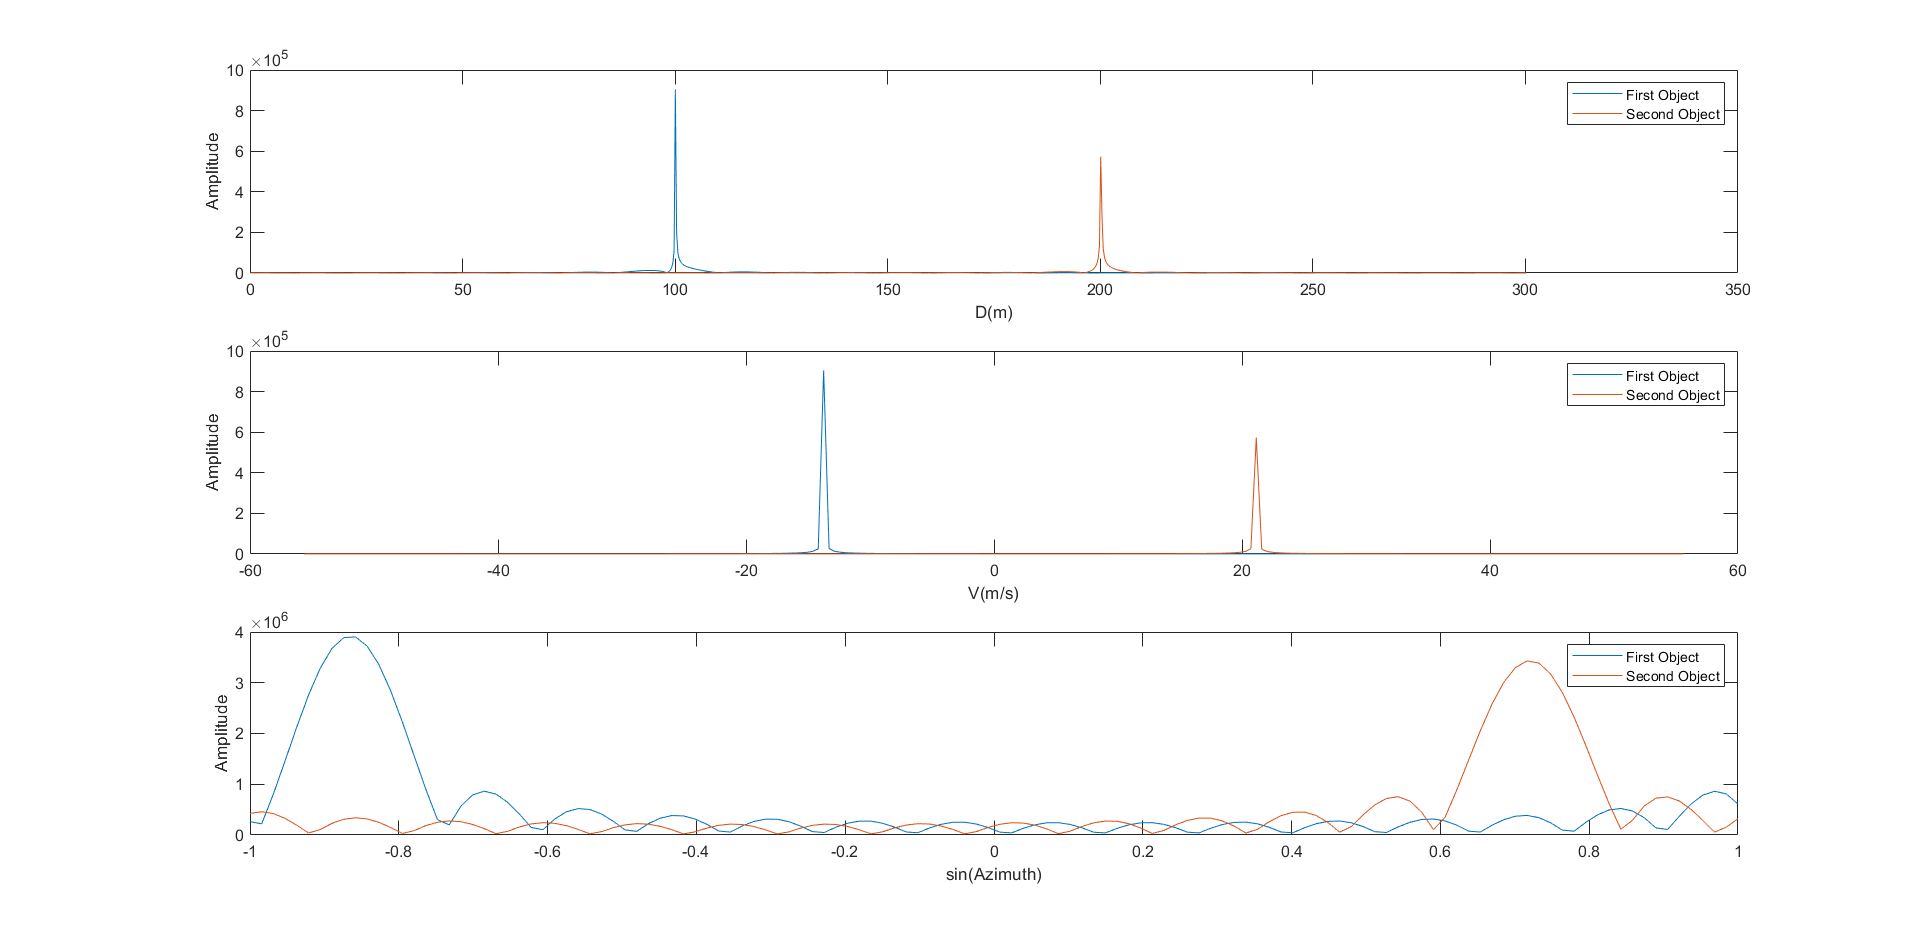 ×10^5
10
8
6
4
2
0
Amplitude
0 50 100 150 200 250 300 350
D(m)
First Object
Second Object
×10^5
10
8
6
4
2
0
Amplitude
-60 -40 -20 0 20 40 60
V(m/s)
First Object
Second Object
×10^6
4
3
2
1
0
Amplitude
-1 -0.8 -0.6 -0.4 -0.2 0 0.2 0.4 0.6 0.8 1
sin(Azimuth)
First Object
Second Object